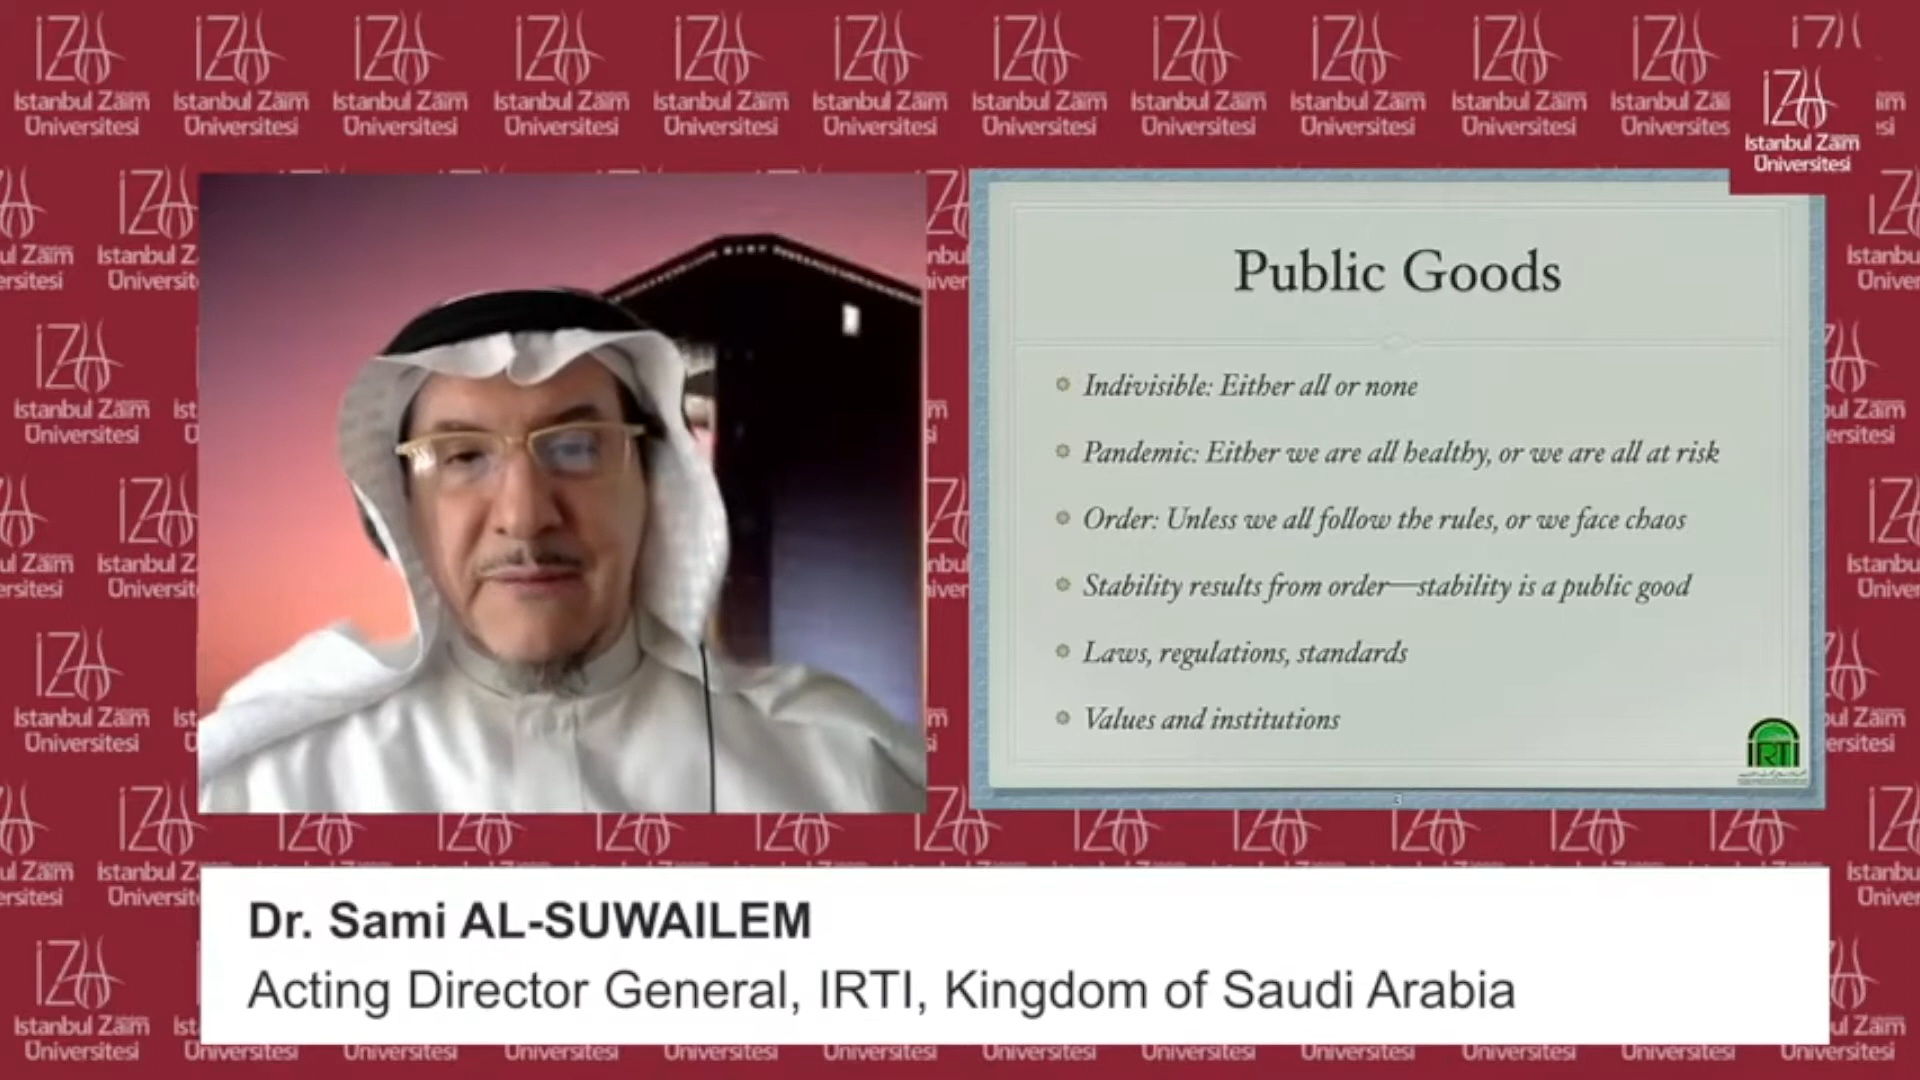 İZÜ
İstanbul Zaim
Üniversitesi
Public Goods
Indivisible: Either all or none
Pandemic: Either we are all healthy, or we are all at risk
Order: Unless we all follow the rules, or we face chaos
Stability results from order—stability is a public good
Laws, regulations, standards
Values and institutions
IRTI
3
Dr. Sami AL-SUWAILEM
Acting Director General, IRTI, Kingdom of Saudi Arabia